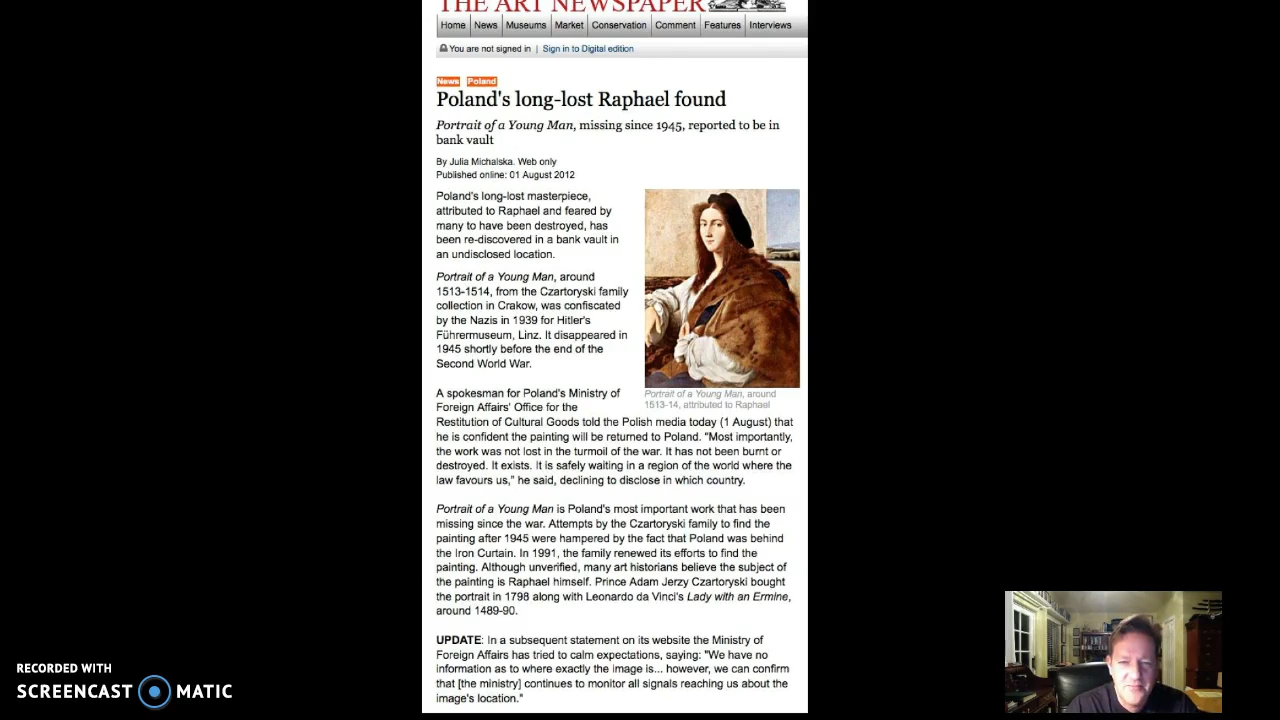 THE ART NEWSPAPER
Home News Museums Market Conservation Comment Features Interviews
You are not signed in | Sign in to Digital edition
News Poland
Poland's long-lost Raphael found
Portrait of a Young Man, missing since 1945, reported to be in
bank vault
By Julia Michalska. Web only
Published online: 01 August 2012
Poland's long-lost masterpiece,
attributed to Raphael and feared by
many to have been destroyed, has
been re-discovered in a bank vault in
an undisclosed location.
Portrait of a Young Man, around
1513-1514, from the Czartoryski family
collection in Crakow, was confiscated
by the Nazis in 1939 for Hitler's
Führermuseum, Linz. It disappeared in
1945 shortly before the end of the
Second World War.
Portrait of a Young Man, around
1513-14, attributed to Raphael
A spokesman for Poland's Ministry of
Foreign Affairs' Office for the
Restitution of Cultural Goods told the Polish media today (1 August) that
he is confident the painting will be returned to Poland. "Most importantly,
the work was not lost in the turmoil of the war. It has not been burnt or
destroyed. It exists. It is safely waiting in a region of the world where the
law favours us," he said, declining to disclose in which country.
Portrait of a Young Man is Poland's most important work that has been
missing since the war. Attempts by the Czartoryski family to find the
painting after 1945 were hampered by the fact that Poland was behind
the Iron Curtain. In 1991, the family renewed its efforts to find the
painting. Although unverified, many art historians believe the subject of
the painting is Raphael himself. Prince Adam Jerzy Czartoryski bought
the portrait in 1798 along with Leonardo da Vinci's Lady with an Ermine,
around 1489-90.
UPDATE: In a subsequent statement on its website the Ministry of
Foreign Affairs has tried to calm expectations, saying: "We have no
information as to where exactly the image is... however, we can confirm
that [the ministry] continues to monitor all signals reaching us about the
image's location."
RECORDED WITH
SCREENCAST MATIC